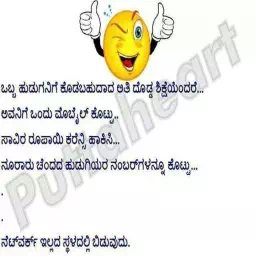 ಒಬ್ಬ ಹುಡುಗನಿಗೆ ಕೊಡಬಹುದಾದ ಅತಿ ದೊಡ್ಡ ಶಿಕ್ಷೆಯೆಂದರೆ...
ಅವನಿಗೆ ಒಂದು ಮೊಬೈಲ್ ಕೊಟ್ಟು..
ಸಾವಿರ ರೂಪಾಯಿ ಕರೆನ್ಸಿ ಹಾಕಿಸಿ...
ನೂರಾರು ಚೆಂದದ ಹುಡುಗಿಯರ ನಂಬರ್‌ಗಳನ್ನೂ ಕೊಟ್ಟು...
.
.
ನೆಟ್‌ವರ್ಕ್ ಇಲ್ಲದ ಸ್ಥಳದಲ್ಲಿ ಬಿಡುವುದು.